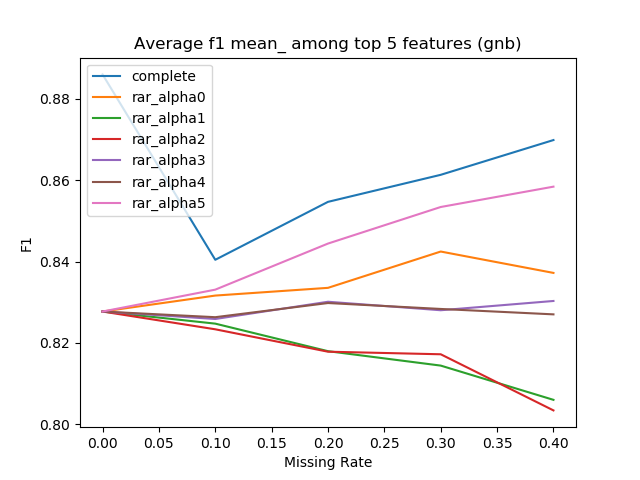 Average f1 mean_ among top 5 features (gnb)
complete
rar_alpha0
rar_alpha1
rar_alpha2
rar_alpha3
rar_alpha4
rar_alpha5
0.88
0.86
0.84
0.82
0.80
F1
0.00 0.05 0.10 0.15 0.20 0.25 0.30 0.35 0.40
Missing Rate